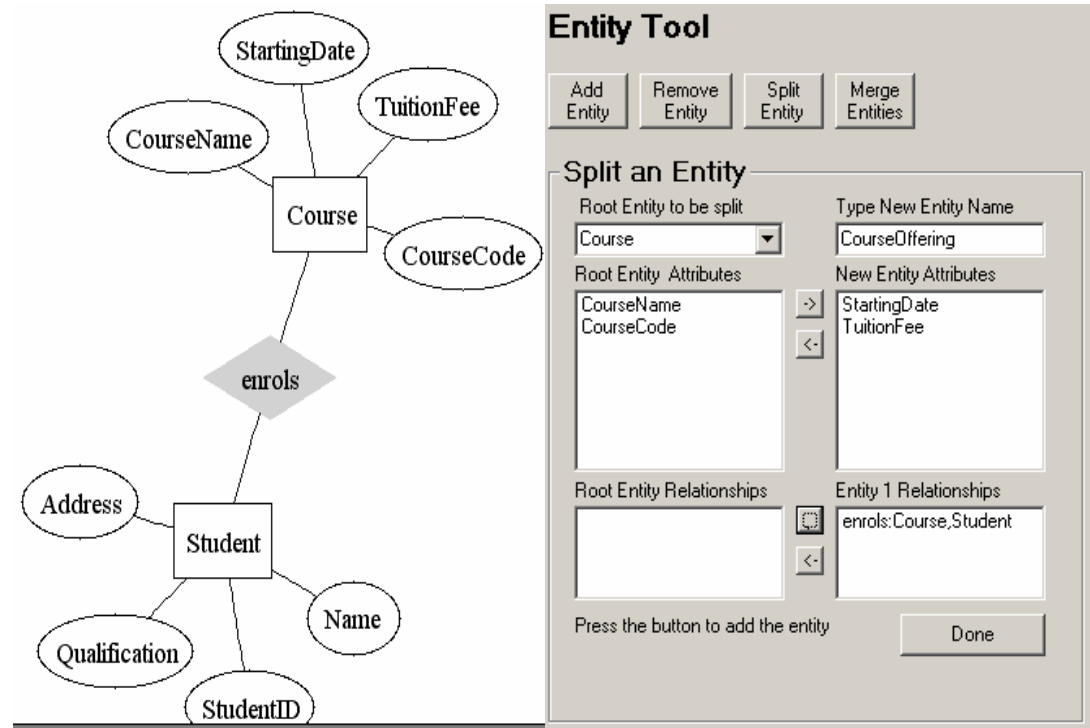 StartingDate
TuitionFee
CourseName
Course
CourseCode
enrols
Address
Student
Name
Qualification
StudentID
Entity Tool
Add
Entity
Remove
Entity
Split
Entity
Merge
Entities
Split an Entity
Root Entity to be split
Type New Entity Name
Course
CourseOffering
Root Entity Attributes
New Entity Attributes
CourseName
CourseCode
->
<-
StartingDate
TuitionFee
Root Entity Relationships
Entity 1 Relationships
<-
enrols:Course,Student
Press the button to add the entity
Done